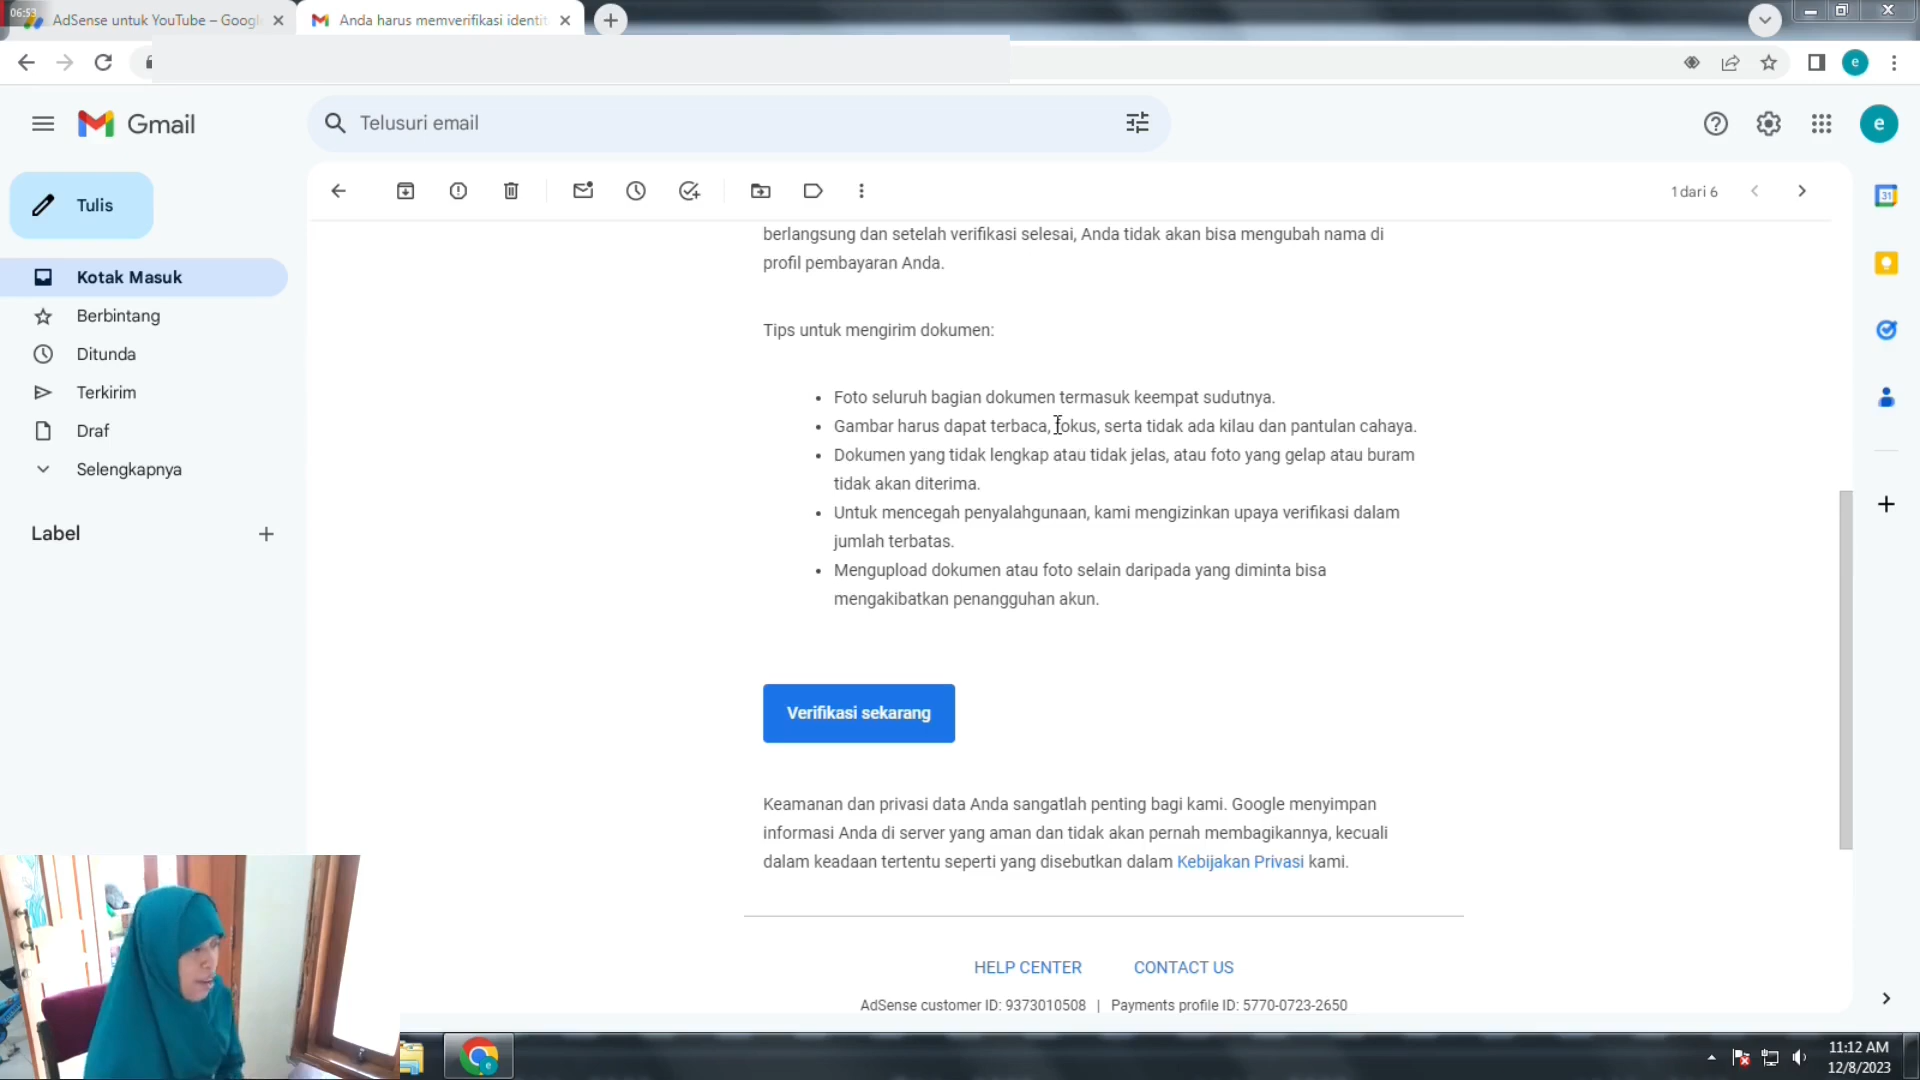 06:53
AdSense untuk YouTube – Googl
Anda harus memverifikasi identit
e
Gmail
Telusuri email
e
Tulis
1 dari 6
Kotak Masuk
Berbintang
Ditunda
Terkirim
Draf
Selengkapnya
Label
31
berlangsung dan setelah verifikasi selesai, Anda tidak akan bisa mengubah nama di
profil pembayaran Anda.
Tips untuk mengirim dokumen:
• Foto seluruh bagian dokumen termasuk keempat sudutnya.
• Gambar harus dapat terbaca, fokus, serta tidak ada kilau dan pantulan cahaya.
• Dokumen yang tidak lengkap atau tidak jelas, atau foto yang gelap atau buram
tidak akan diterima.
• Untuk mencegah penyalahgunaan, kami mengizinkan upaya verifikasi dalam
jumlah terbatas.
• Mengupload dokumen atau foto selain daripada yang diminta bisa
mengakibatkan penangguhan akun.
Verifikasi sekarang
Keamanan dan privasi data Anda sangatlah penting bagi kami. Google menyimpan
informasi Anda di server yang aman dan tidak akan pernah membagikannya, kecuali
dalam keadaan tertentu seperti yang disebutkan dalam Kebijakan Privasi kami.
HELP CENTER CONTACT US
AdSense customer ID: 9373010508 | Payments profile ID: 5770-0723-2650
e
11:12 AM
12/8/2023